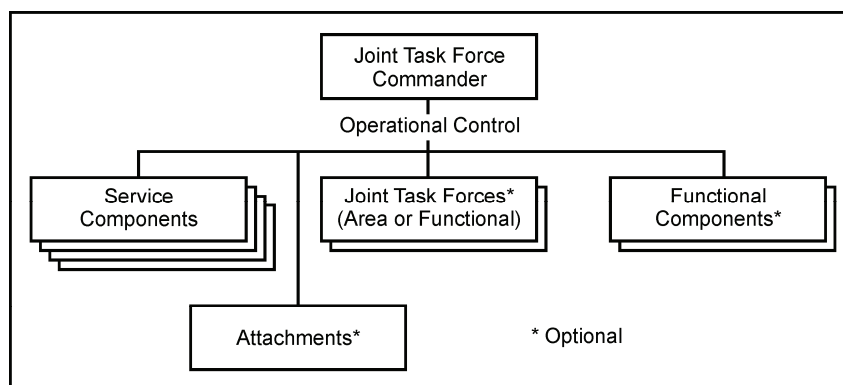 Joint Task Force
Commander
Operational Control
Service
Components
Joint Task Forces*
(Area or Functional)
Functional
Components*
Attachments*
* Optional